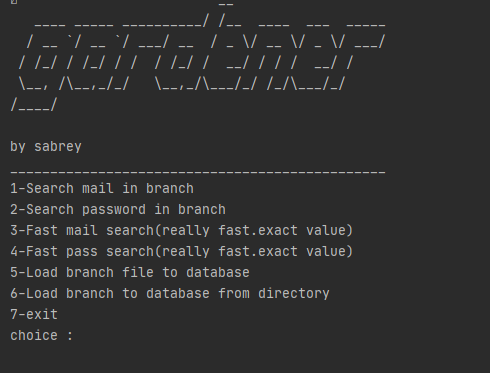 by sabrey
1-Search mail in branch
2-Search password in branch
3-Fast mail search(really fast.exact value)
4-Fast pass search(really fast.exact value)
5-Load branch file to database
6-Load branch to database from directory
7-exit
choice :